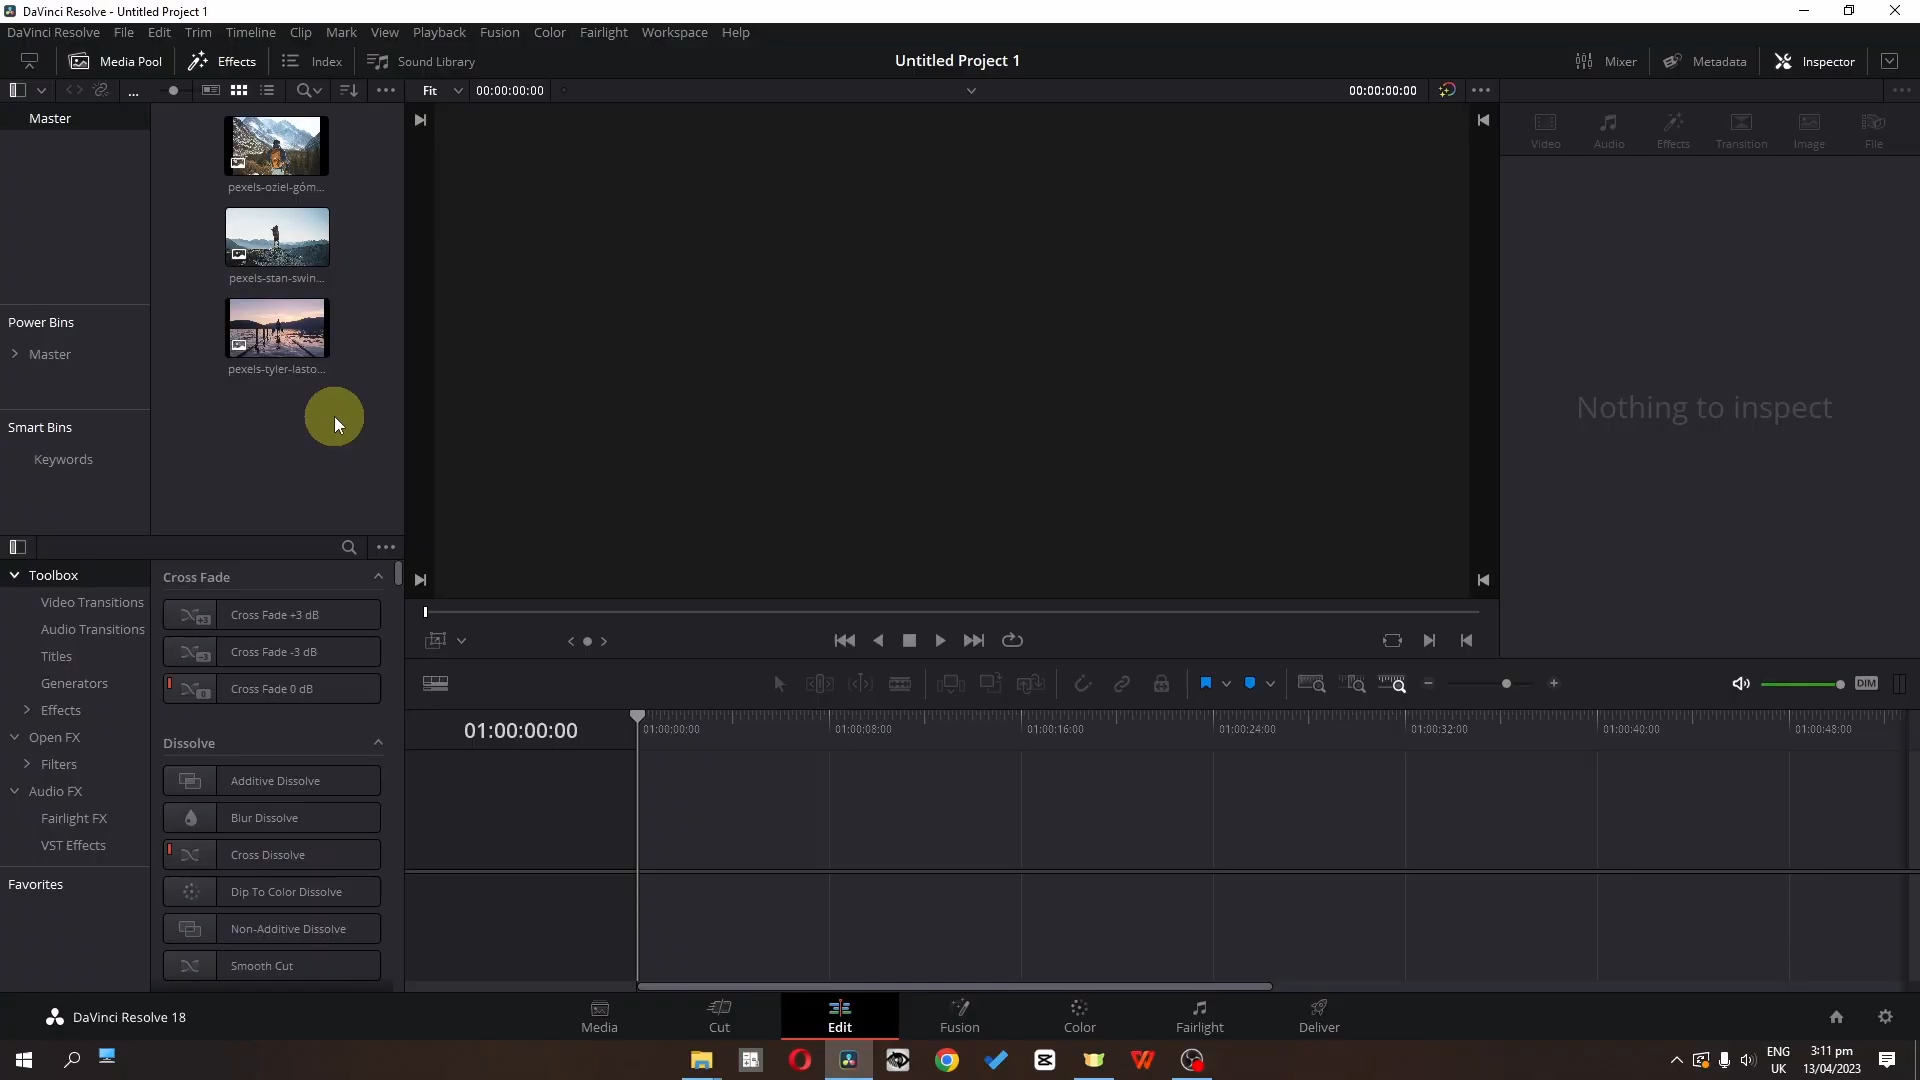 DaVinci Resolve - Untitled Project 1
DaVinci Resolve File Edit Trim Timeline Clip Mark View Playback Fusion Color Fairlight Workspace Help
Media Pool Effects Index Sound Library Untitled Project 1 Mixer Metadata Inspector
... Fit 00:00:00:00 00:00:00:00
Master
Video Audio Effects Transition Image File
pexels-oziel-góm...
pexels-stan-swin...
Power Bins
Master
pexels-tyler-lasto...
Nothing to inspect
Smart Bins
Keywords
Toolbox
Video Transitions
Audio Transitions
Titles
Generators
Effects
Open FX
Filters
Audio FX
Fairlight FX
VST Effects
Favorites
Cross Fade
+3 Cross Fade +3 dB
-3 Cross Fade -3 dB
0 Cross Fade 0 dB
Dissolve
Additive Dissolve
Blur Dissolve
Cross Dissolve
Dip To Color Dissolve
Non-Additive Dissolve
Smooth Cut
DIM
01:00:00:00 01:00:00:00 01:00:08:00 01:00:16:00 01:00:24:00 01:00:32:00 01:00:40:00 01:00:48:00
DaVinci Resolve 18 Media Cut Edit Fusion Color Fairlight Deliver
ENG
UK
3:11 pm
13/04/2023